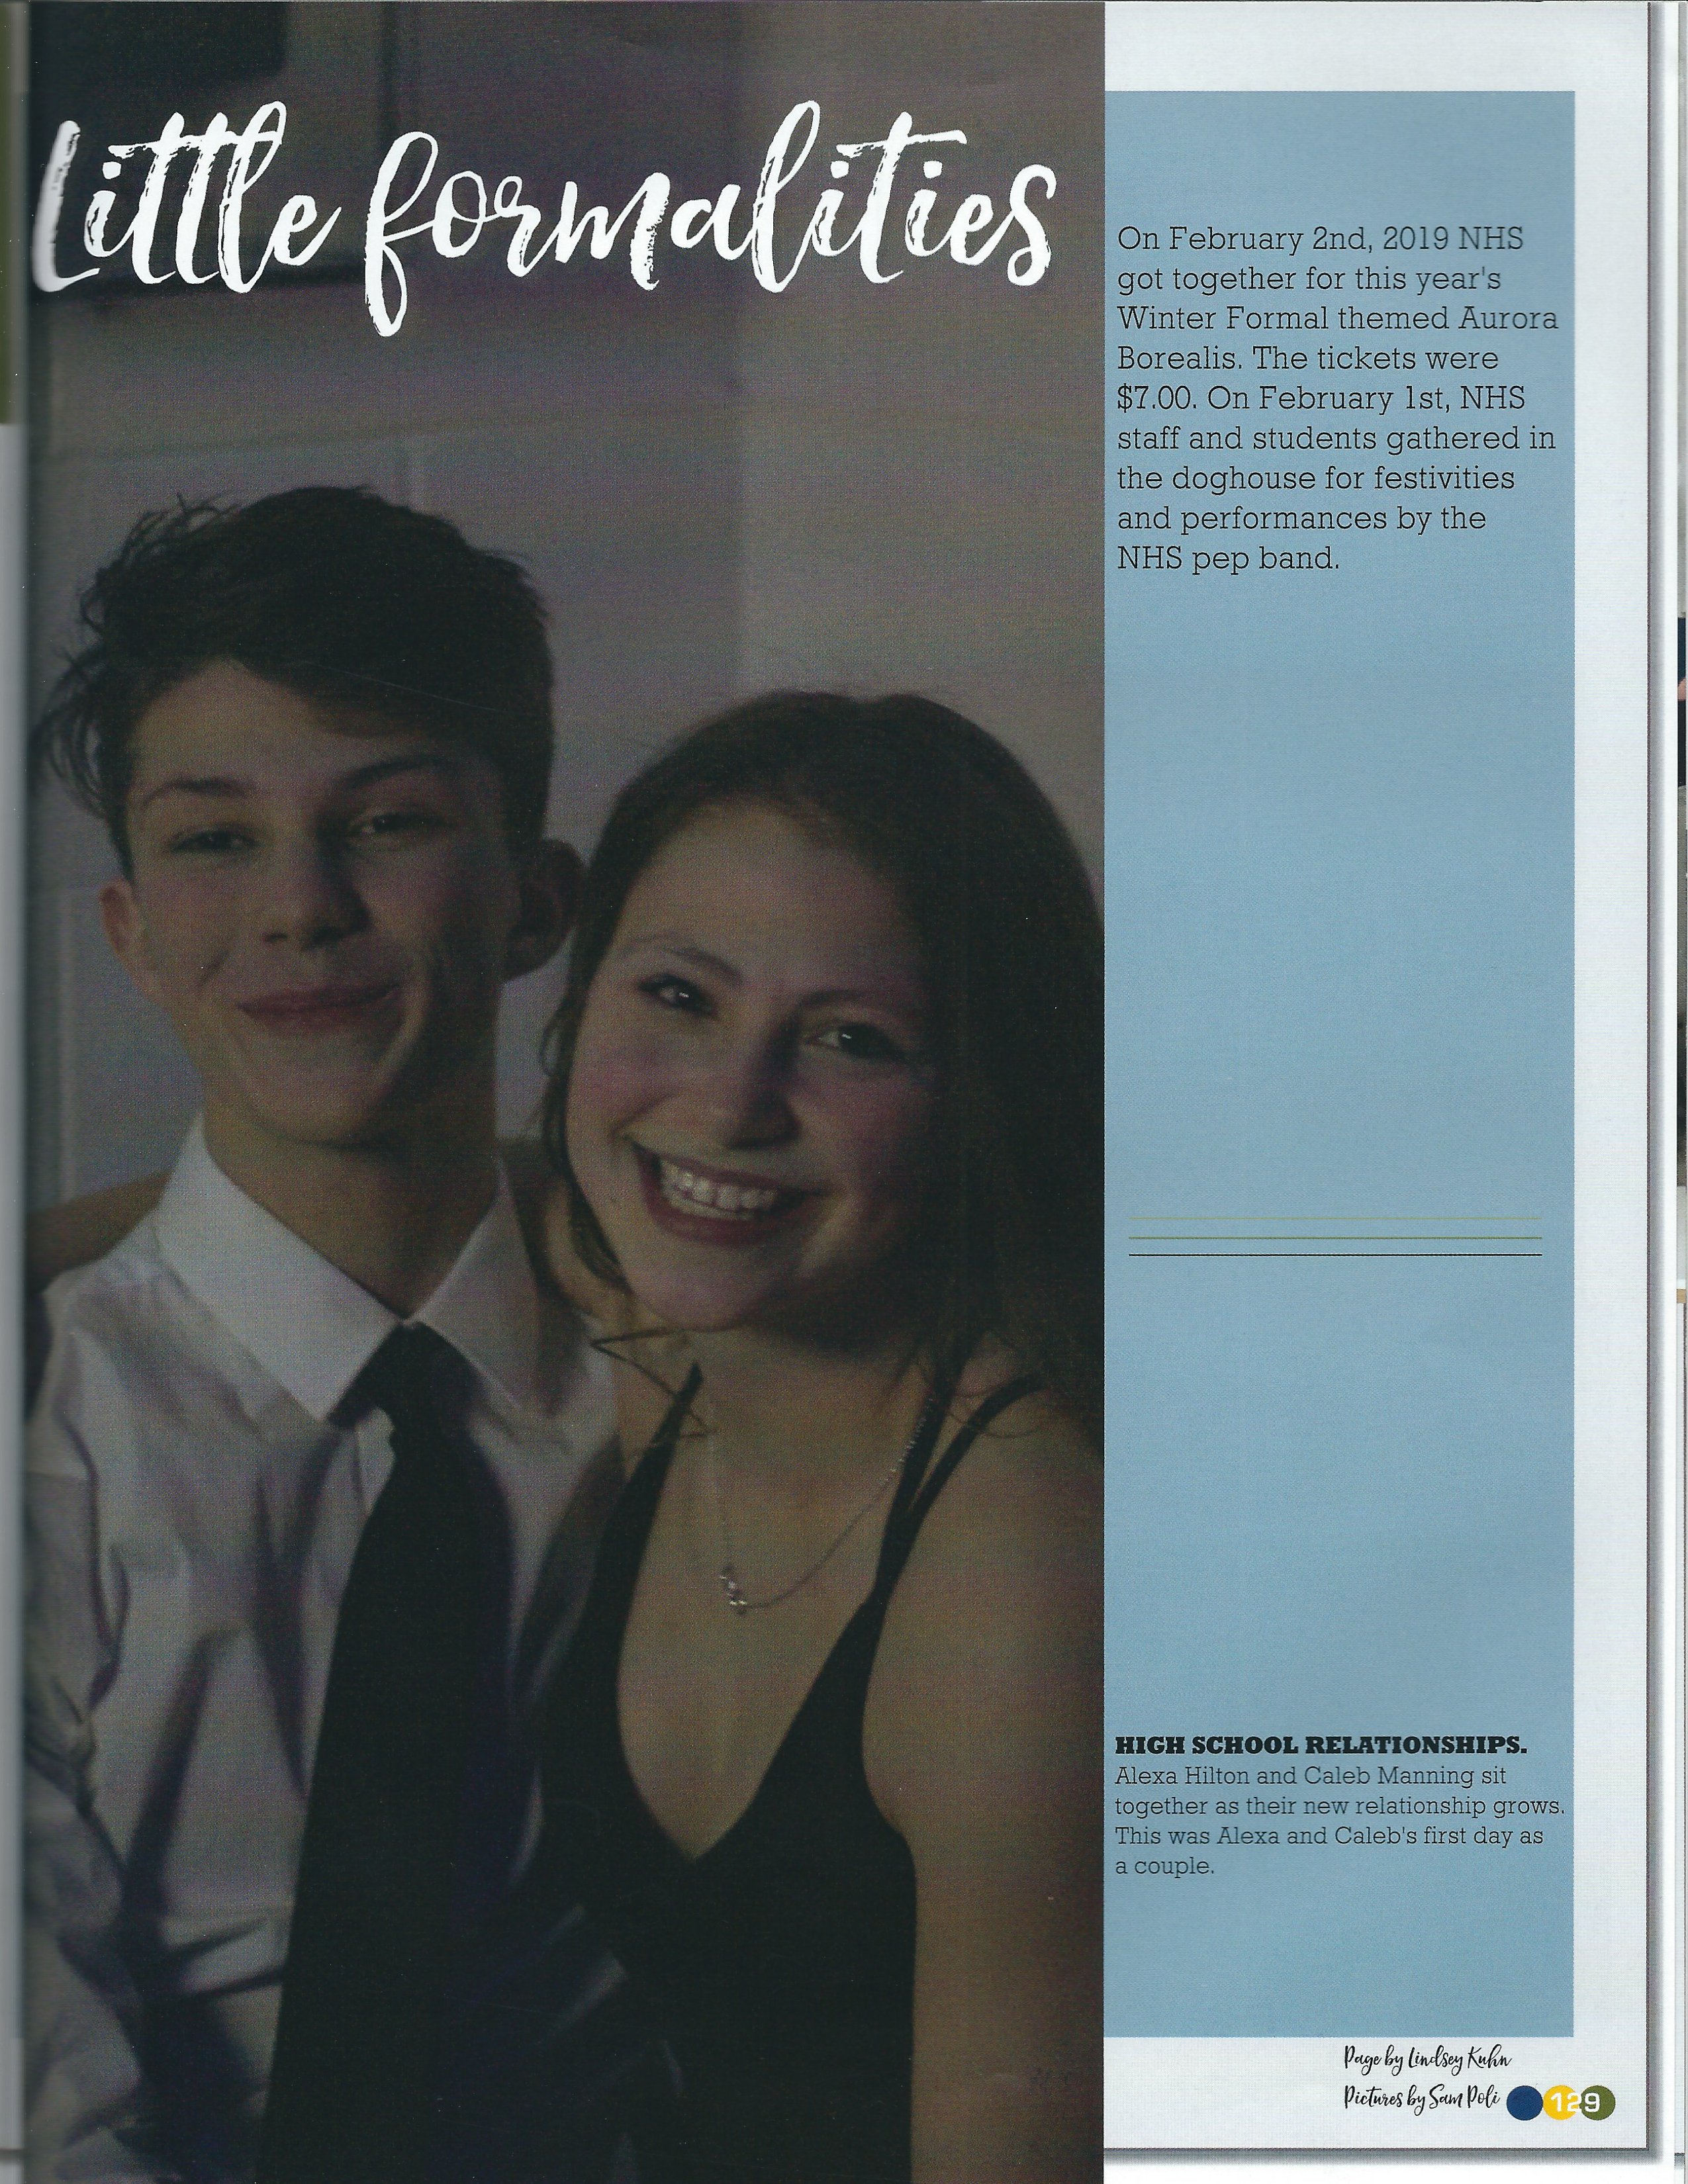 Little formalities
On February 2nd, 2019 NHS
got together for this year's
Winter Formal themed Aurora
Borealis. The tickets were
$7.00. On February 1st, NHS
staff and students gathered in
the doghouse for festivities
and performances by the
NHS pep band.
HIGH SCHOOL RELATIONSHIPS.
Alexa Hilton and Caleb Manning sit
together as their new relationship grows.
This was Alexa and Caleb's first day as
a couple.
Page by Lindsey Kuhn
Pictures by Sam Poli
129